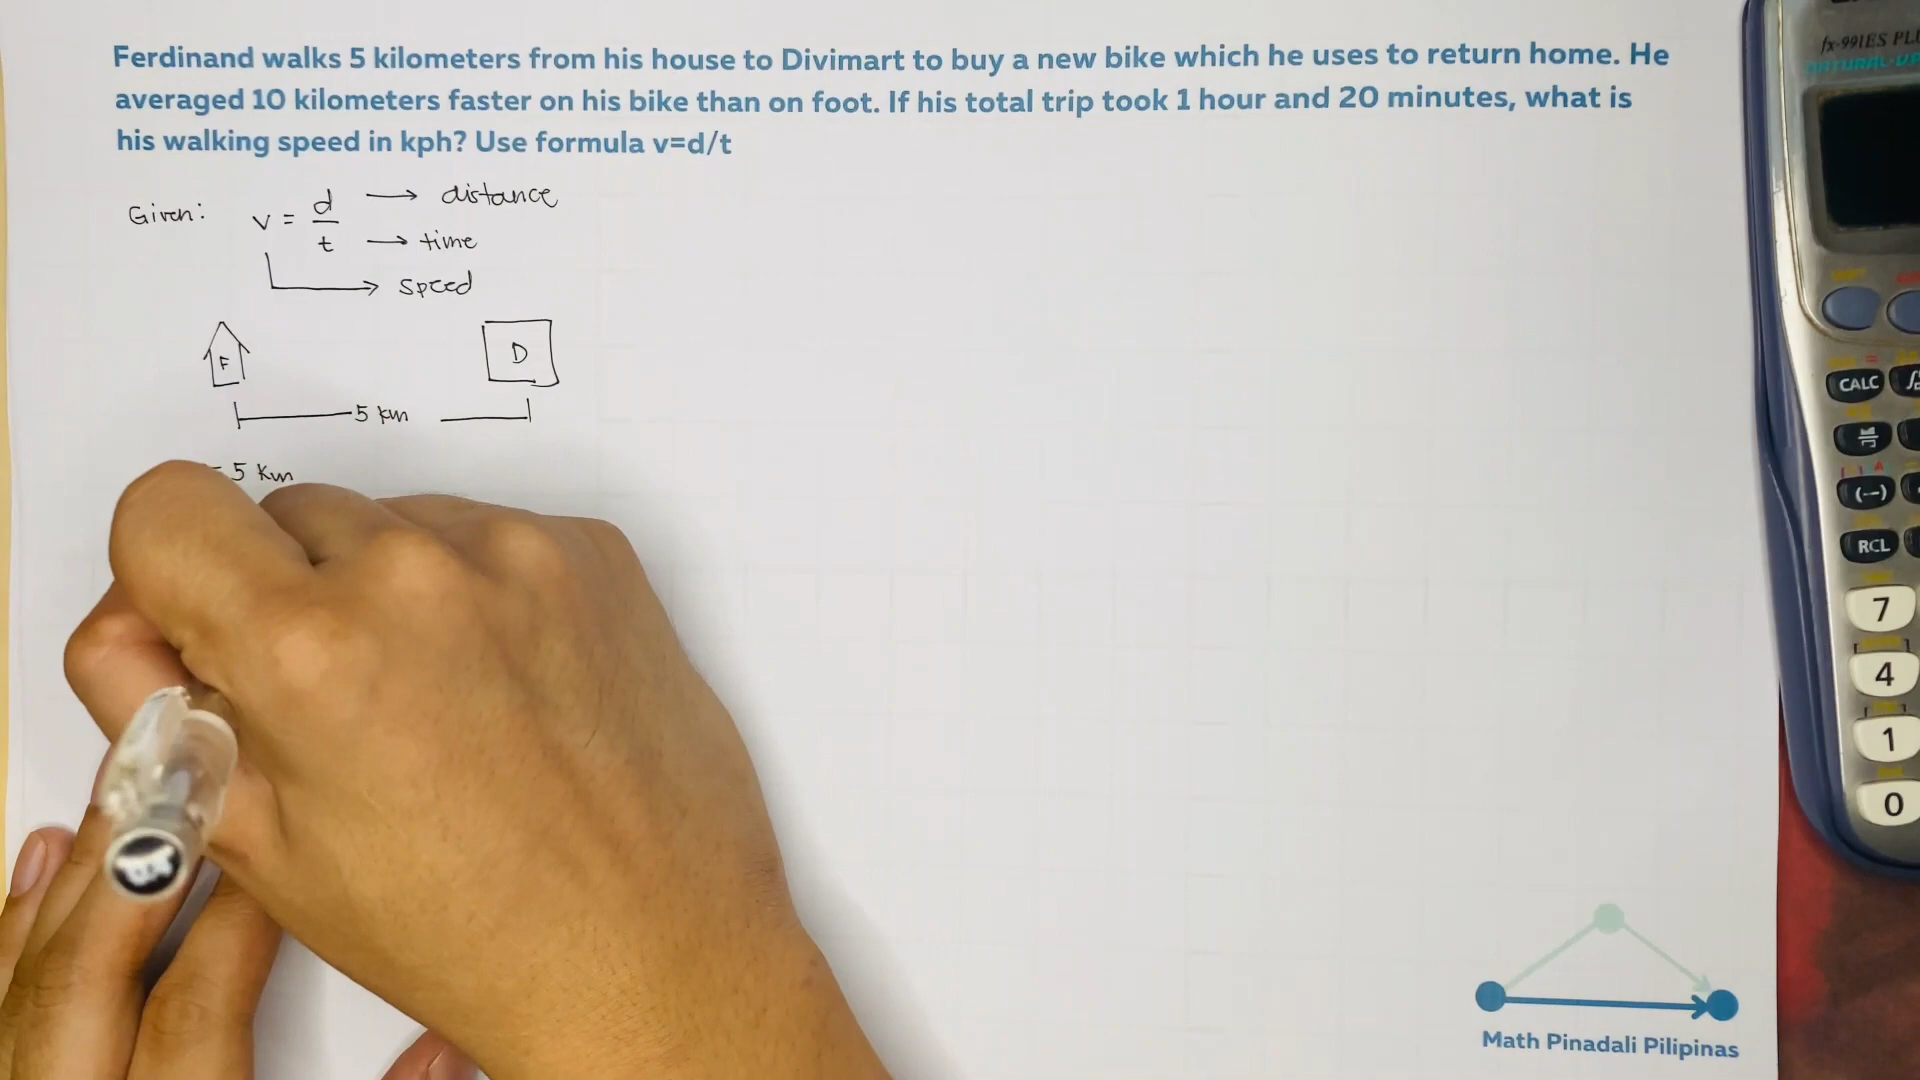 Ferdinand walks 5 kilometers from his house to Divimart to buy a new bike which he uses to return home. He
averaged 10 kilometers faster on his bike than on foot. If his total trip took 1 hour and 20 minutes, what is
his walking speed in kph? Use formula v=d/t
Given: v = d/t → distance
→ time
→ speed
F D
5 km
= 5 km
fx-991ES
CALC
(−)
RCL
7
4
1
0
Math Pinadali Pilipinas